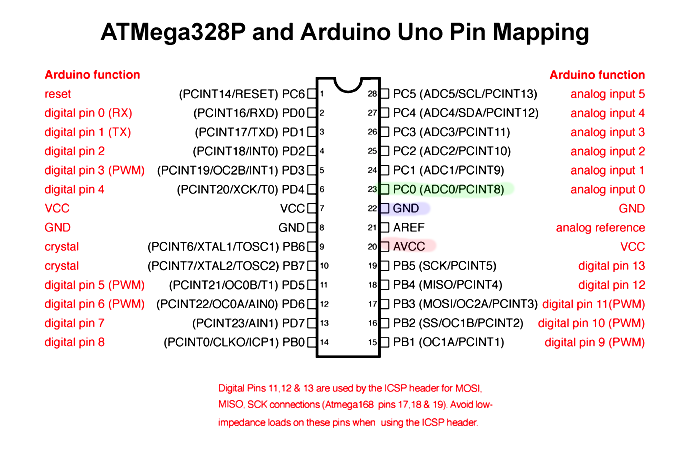 ATMega328P and Arduino Uno Pin Mapping
Arduino function Arduino function
reset (PCINT14/RESET) PC6 1 28 PC5 (ADC5/SCL/PCINT13) analog input 5
digital pin 0 (RX) (PCINT16/RXD) PD0 2 27 PC4 (ADC4/SDA/PCINT12) analog input 4
digital pin 1 (TX) (PCINT17/TXD) PD1 3 26 PC3 (ADC3/PCINT11) analog input 3
digital pin 2 (PCINT18/INT0) PD2 4 25 PC2 (ADC2/PCINT10) analog input 2
digital pin 3 (PWM) (PCINT19/OC2B/INT1) PD3 5 24 PC1 (ADC1/PCINT9) analog input 1
digital pin 4 (PCINT20/XCK/T0) PD4 6 23 PC0 (ADC0/PCINT8) analog input 0
VCC VCC 7 22 GND GND
GND GND 8 21 AREF analog reference
crystal (PCINT6/XTAL1/TOSC1) PB6 9 20 AVCC VCC
crystal (PCINT7/XTAL2/TOSC2) PB7 10 19 PB5 (SCK/PCINT5) digital pin 13
digital pin 5 (PWM) (PCINT21/OC0B/T1) PD5 11 18 PB4 (MISO/PCINT4) digital pin 12
digital pin 6 (PWM) (PCINT22/OC0A/AIN0) PD6 12 17 PB3 (MOSI/OC2A/PCINT3) digital pin 11(PWM)
digital pin 7 (PCINT23/AIN1) PD7 13 16 PB2 (SS/OC1B/PCINT2) digital pin 10 (PWM)
digital pin 8 (PCINT0/CLKO/ICP1) PB0 14 15 PB1 (OC1A/PCINT1) digital pin 9 (PWM)
Digital Pins 11,12 & 13 are used by the ICSP header for MOSI,
MISO, SCK connections (Atmega168 pins 17,18 & 19). Avoid low-
impedance loads on these pins when using the ICSP header.